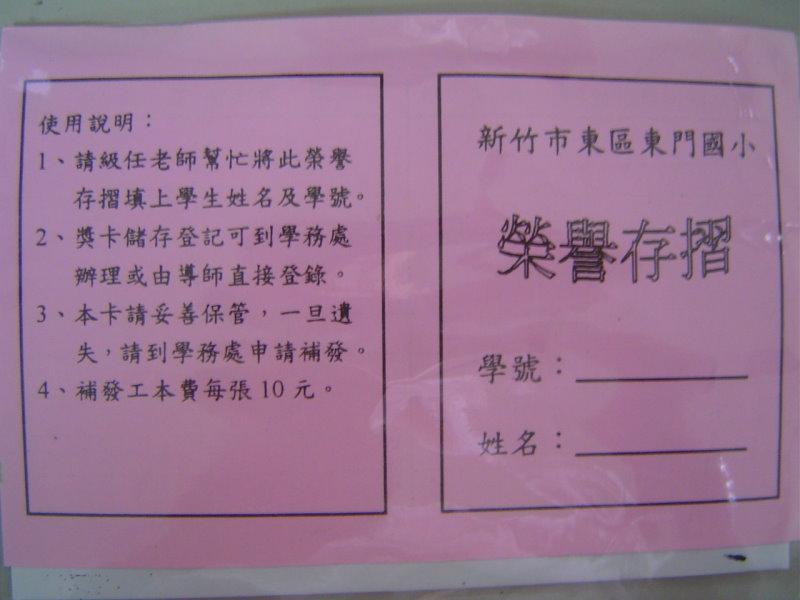 使用說明：
1、請級任老師幫忙將此榮譽
存摺填上學生姓名及學號。
2、獎卡儲存登記可到學務處
辦理或由導師直接登錄。
3、本卡請妥善保管，一旦遺
失，請到學務處申請補發。
4、補發工本費每張10元。
新竹市東區東門國小
榮譽存摺
學號：
姓名：